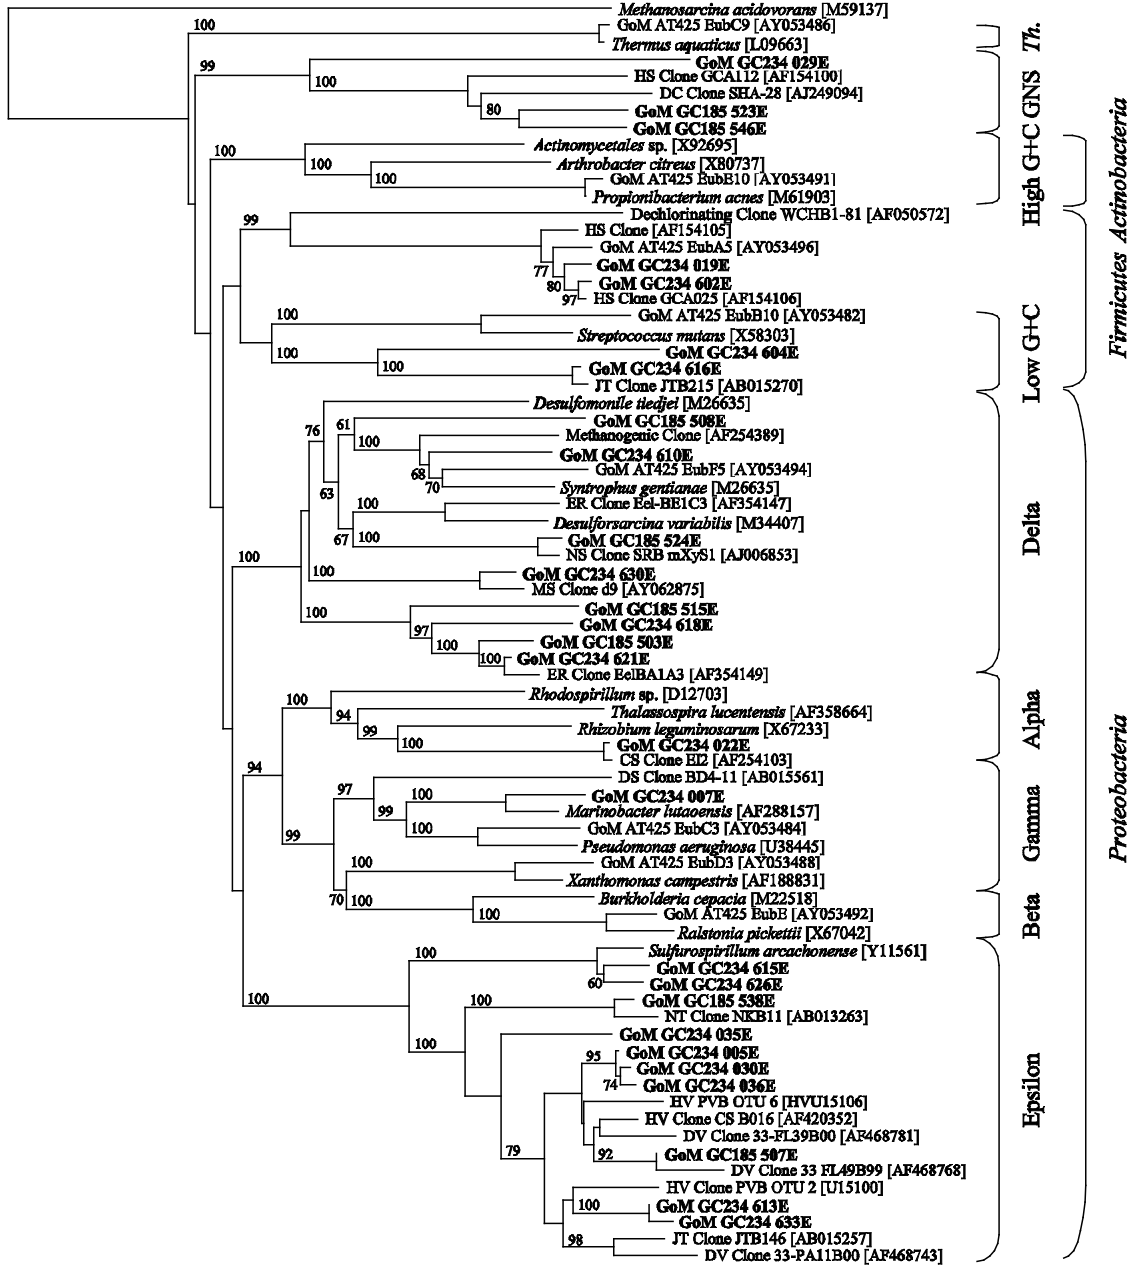 Methanosarcina acidovorans [M59137]
100
GoM AT425 EubC9 [AY053486]
Thermus aquaticus [L09663]
Th.
99
GoM GC234 029E
100
HS Clone GCA112 [AF154100]
DC Clone SHA-28 [AJ249094]
80
GoM GC185 523E
GoM GC185 546E
GNS
100
Actinomycetales sp. [X92695]
100
Arthrobacter citreus [X80737]
100
GoM AT425 EubE10 [AY053491]
Propionibacterium acnes [M61903]
High G+C
Actinobacteria
99
Dechlorinating Clone WCHB1-81 [AF050572]
HS Clone [AF154105]
GoM AT425 EubA5 [AY053496]
77
GoM GC234 019E
80
GoM GC234 602E
97
HS Clone GCA025 [AF154106]
100
GoM AT425 EubB10 [AY053482]
Streptococcus mutans [X58303]
100
GoM GC234 604E
100
GoM GC234 616E
JT Clone JTB215 [AB015270]
Low G+C
Firmicutes
Desulfomonile tiedjei [M26635]
76
61
GoM GC185 508E
100
Methanogenic Clone [AF254389]
GoM GC234 610E
68
GoM AT425 EubF5 [AY053494]
70
Syntrophus gentianae [M26635]
63
100
ER Clone Eel-BE1C3 [AF354147]
Desulforsarcina variabilis [M34407]
67
100
GoM GC185 524E
NS Clone SRB mXyS1 [AJ006853]
100
100
GoM GC234 630E
MS Clone d9 [AY062875]
100
GoM GC185 515E
97
GoM GC234 618E
100
GoM GC185 503E
100
GoM GC234 621E
ER Clone EelBA1A3 [AF354149]
Delta
100
Rhodospirillum sp. [D12703]
94
Thalassospira lucentensis [AF358664]
99
Rhizobium leguminosarum [X67233]
100
GoM GC234 022E
CS Clone EI2 [AF254103]
Alpha
94
DS Clone BD4-11 [AB015561]
97
100
GoM GC234 007E
99
Marinobacter lutaoensis [AF288157]
100
GoM AT425 EubC3 [AY053484]
99
Pseudomonas aeruginosa [U38445]
100
GoM AT425 EubD3 [AY053488]
Xanthomonas campestris [AF188831]
Gamma
70
100
Burkholderia cepacia [M22518]
100
GoM AT425 EubE [AY053492]
Ralstonia pickettii [X67042]
Beta
Proteobacteria
100
100
Sulfurospirillum arcachonense [Y11561]
GoM GC234 615E
60
GoM GC234 626E
100
GoM GC185 538E
NT Clone NKB11 [AB013263]
100
GoM GC234 035E
95
GoM GC234 005E
GoM GC234 030E
74
GoM GC234 036E
HV PVB OTU 6 [HVU15106]
HV Clone CS B016 [AF420352]
DV Clone 33-FL39B00 [AF468781]
79
92
GoM GC185 507E
DV Clone 33 FL49B99 [AF468768]
HV Clone PVB OTU 2 [U15100]
100
GoM GC234 613E
GoM GC234 633E
98
JT Clone JTB146 [AB015257]
DV Clone 33-PA11B00 [AF468743]
Epsilon